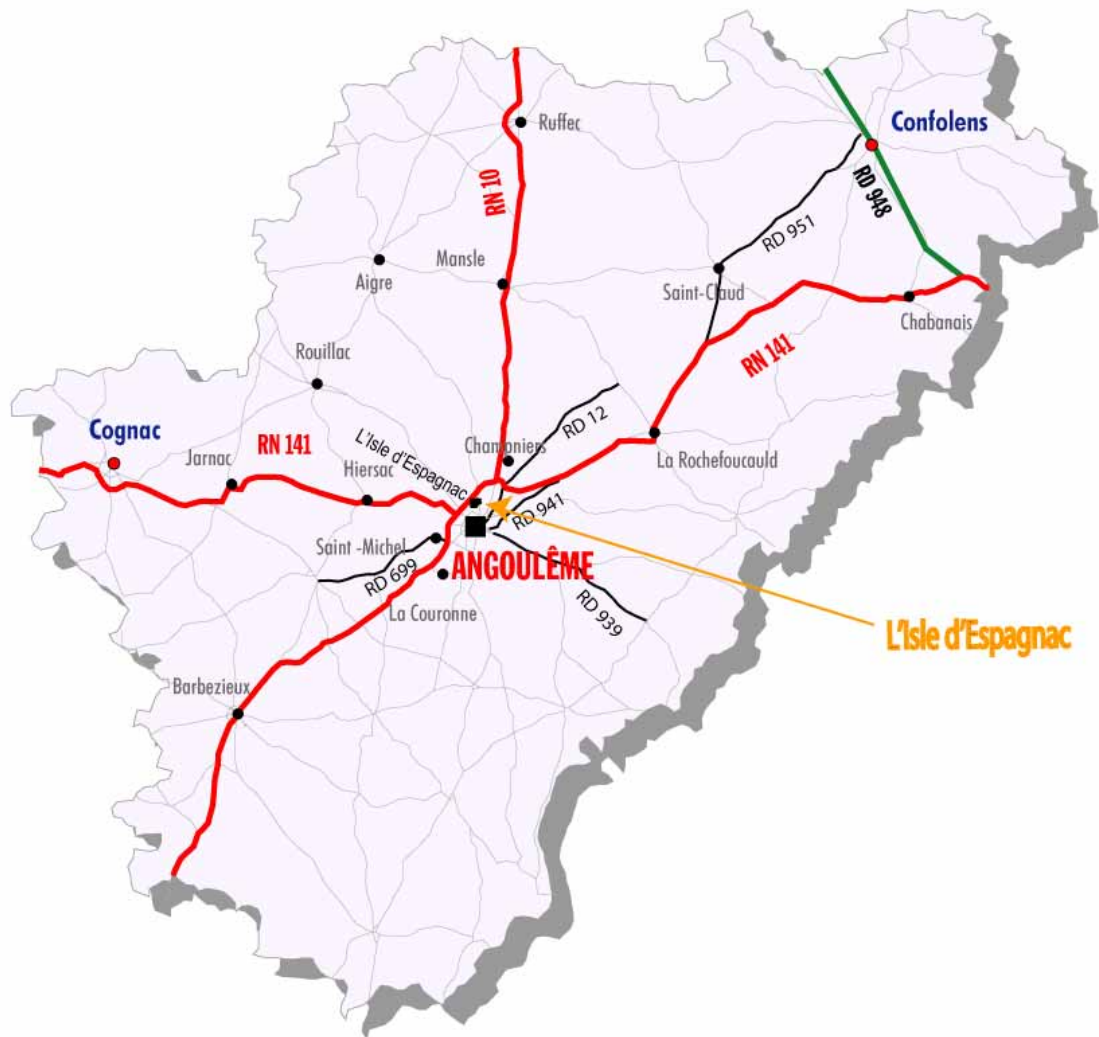 Ruffec
Confolens
RN 10
RD 948
RD 951
Aigre
Mansle
Saint-Claud
Chabanais
Rouillac
RN 141
RD 12
Cognac
Jarnac
RN 141
Hiersac
L'Isle d'Espagnac
Champniers
La Rochefoucauld
RD 941
Saint -Michel
ANGOULÊME
RD 699
La Couronne
RD 939
L'Isle d'Espagnac
Barbezieux